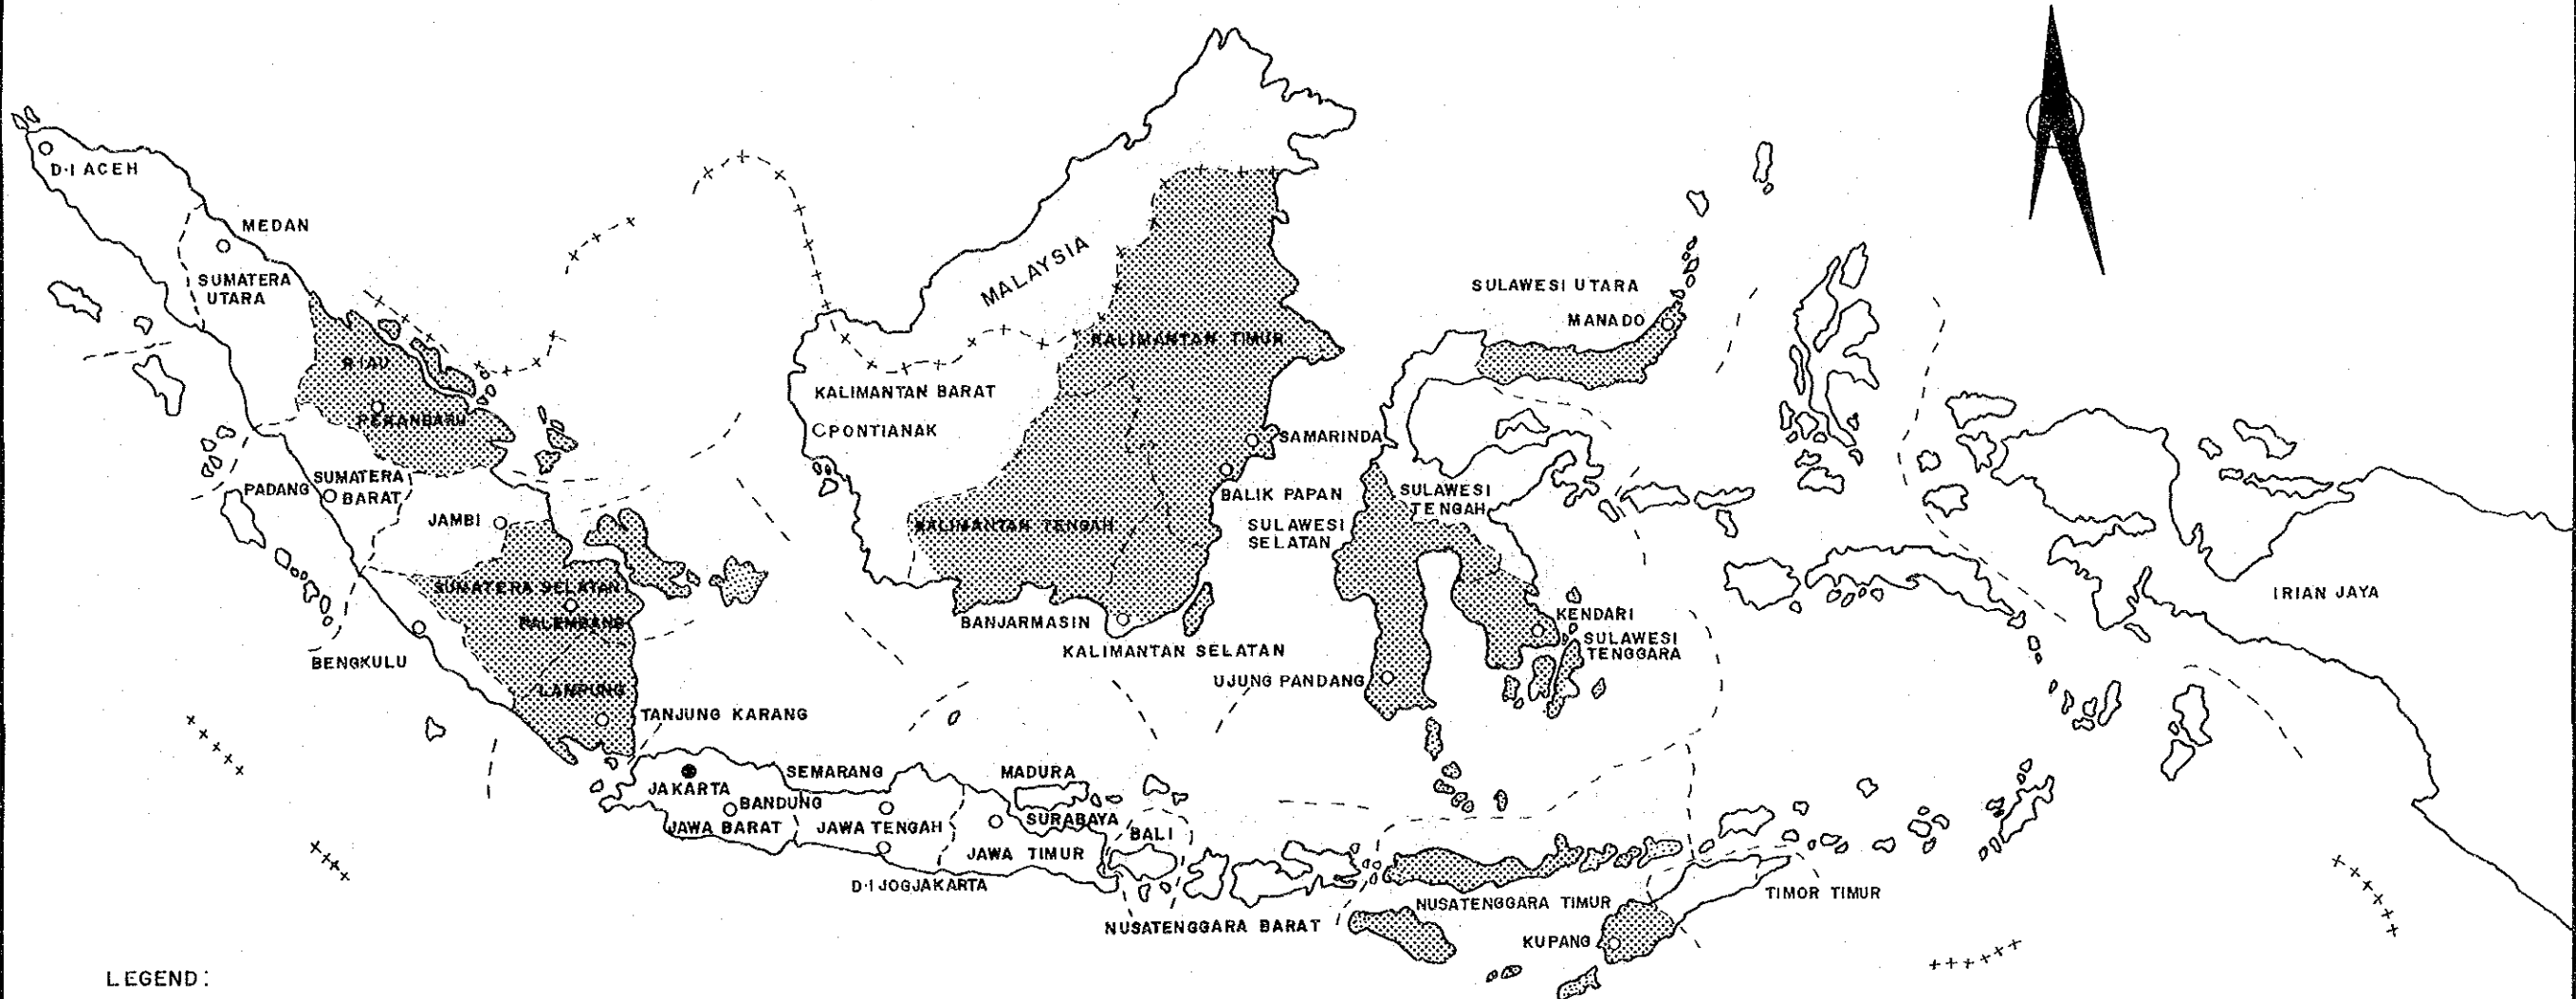 D·I ACEH
MEDAN
SUMATERA
UTARA
RIAU
PEKANBARU
PADANG
SUMATERA
BARAT
JAMBI
SUMATERA SELATAN
PALEMBANG
BENGKULU
LAMPUNG
TANJUNG KARANG
MALAYSIA
KALIMANTAN TIMUR
KALIMANTAN BARAT
PONTIANAK
SAMARINDA
BALIK PAPAN
KALIMANTAN TENGAH
BANJARMASIN
KALIMANTAN SELATAN
SULAWESI UTARA
MANADO
SULAWESI
TENGAH
SULAWESI
SELATAN
KENDARI
SULAWESI
TENGGARA
UJUNG PANDANG
IRIAN JAYA
JAKARTA
BANDUNG
JAWA BARAT
SEMARANG
JAWA TENGAH
D·I JOGJAKARTA
MADURA
SURABAYA
JAWA TIMUR
BALI
NUSATENGGARA BARAT
NUSATENGGARA TIMUR
KUPANG
TIMOR TIMUR
LEGEND: